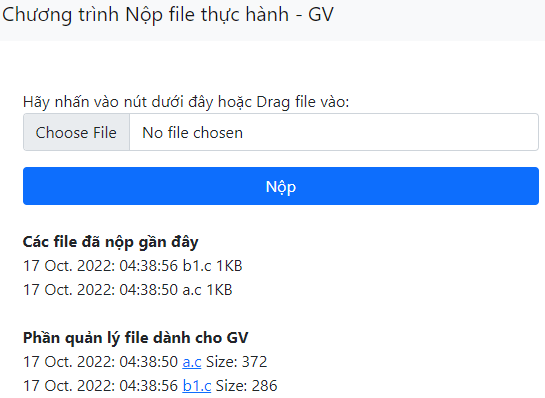 Chương trình Nộp file thực hành - GV
Hãy nhấn vào nút dưới đây hoặc Drag file vào:
Choose File No file chosen
Nộp
Các file đã nộp gần đây
17 Oct. 2022: 04:38:56 b1.c 1KB
17 Oct. 2022: 04:38:50 a.c 1KB
Phần quản lý file dành cho GV
17 Oct. 2022: 04:38:50 a.c Size: 372
17 Oct. 2022: 04:38:56 b1.c Size: 286